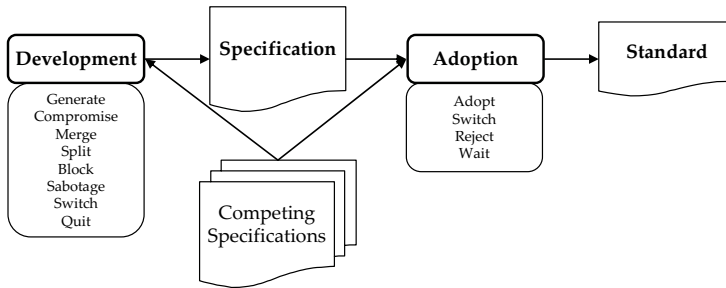 Development
Generate
Compromise
Merge
Split
Block
Sabotage
Switch
Quit
Specification
Competing
Specifications
Adoption
Adopt
Switch
Reject
Wait
Standard